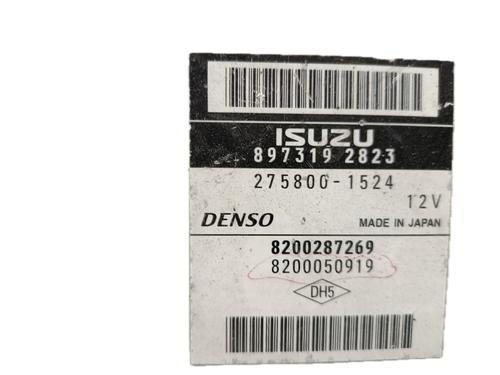 ISUZU
897319 2823
275800-1524
12V
DENSO MADE IN JAPAN
8200287269
8200050919
DH5